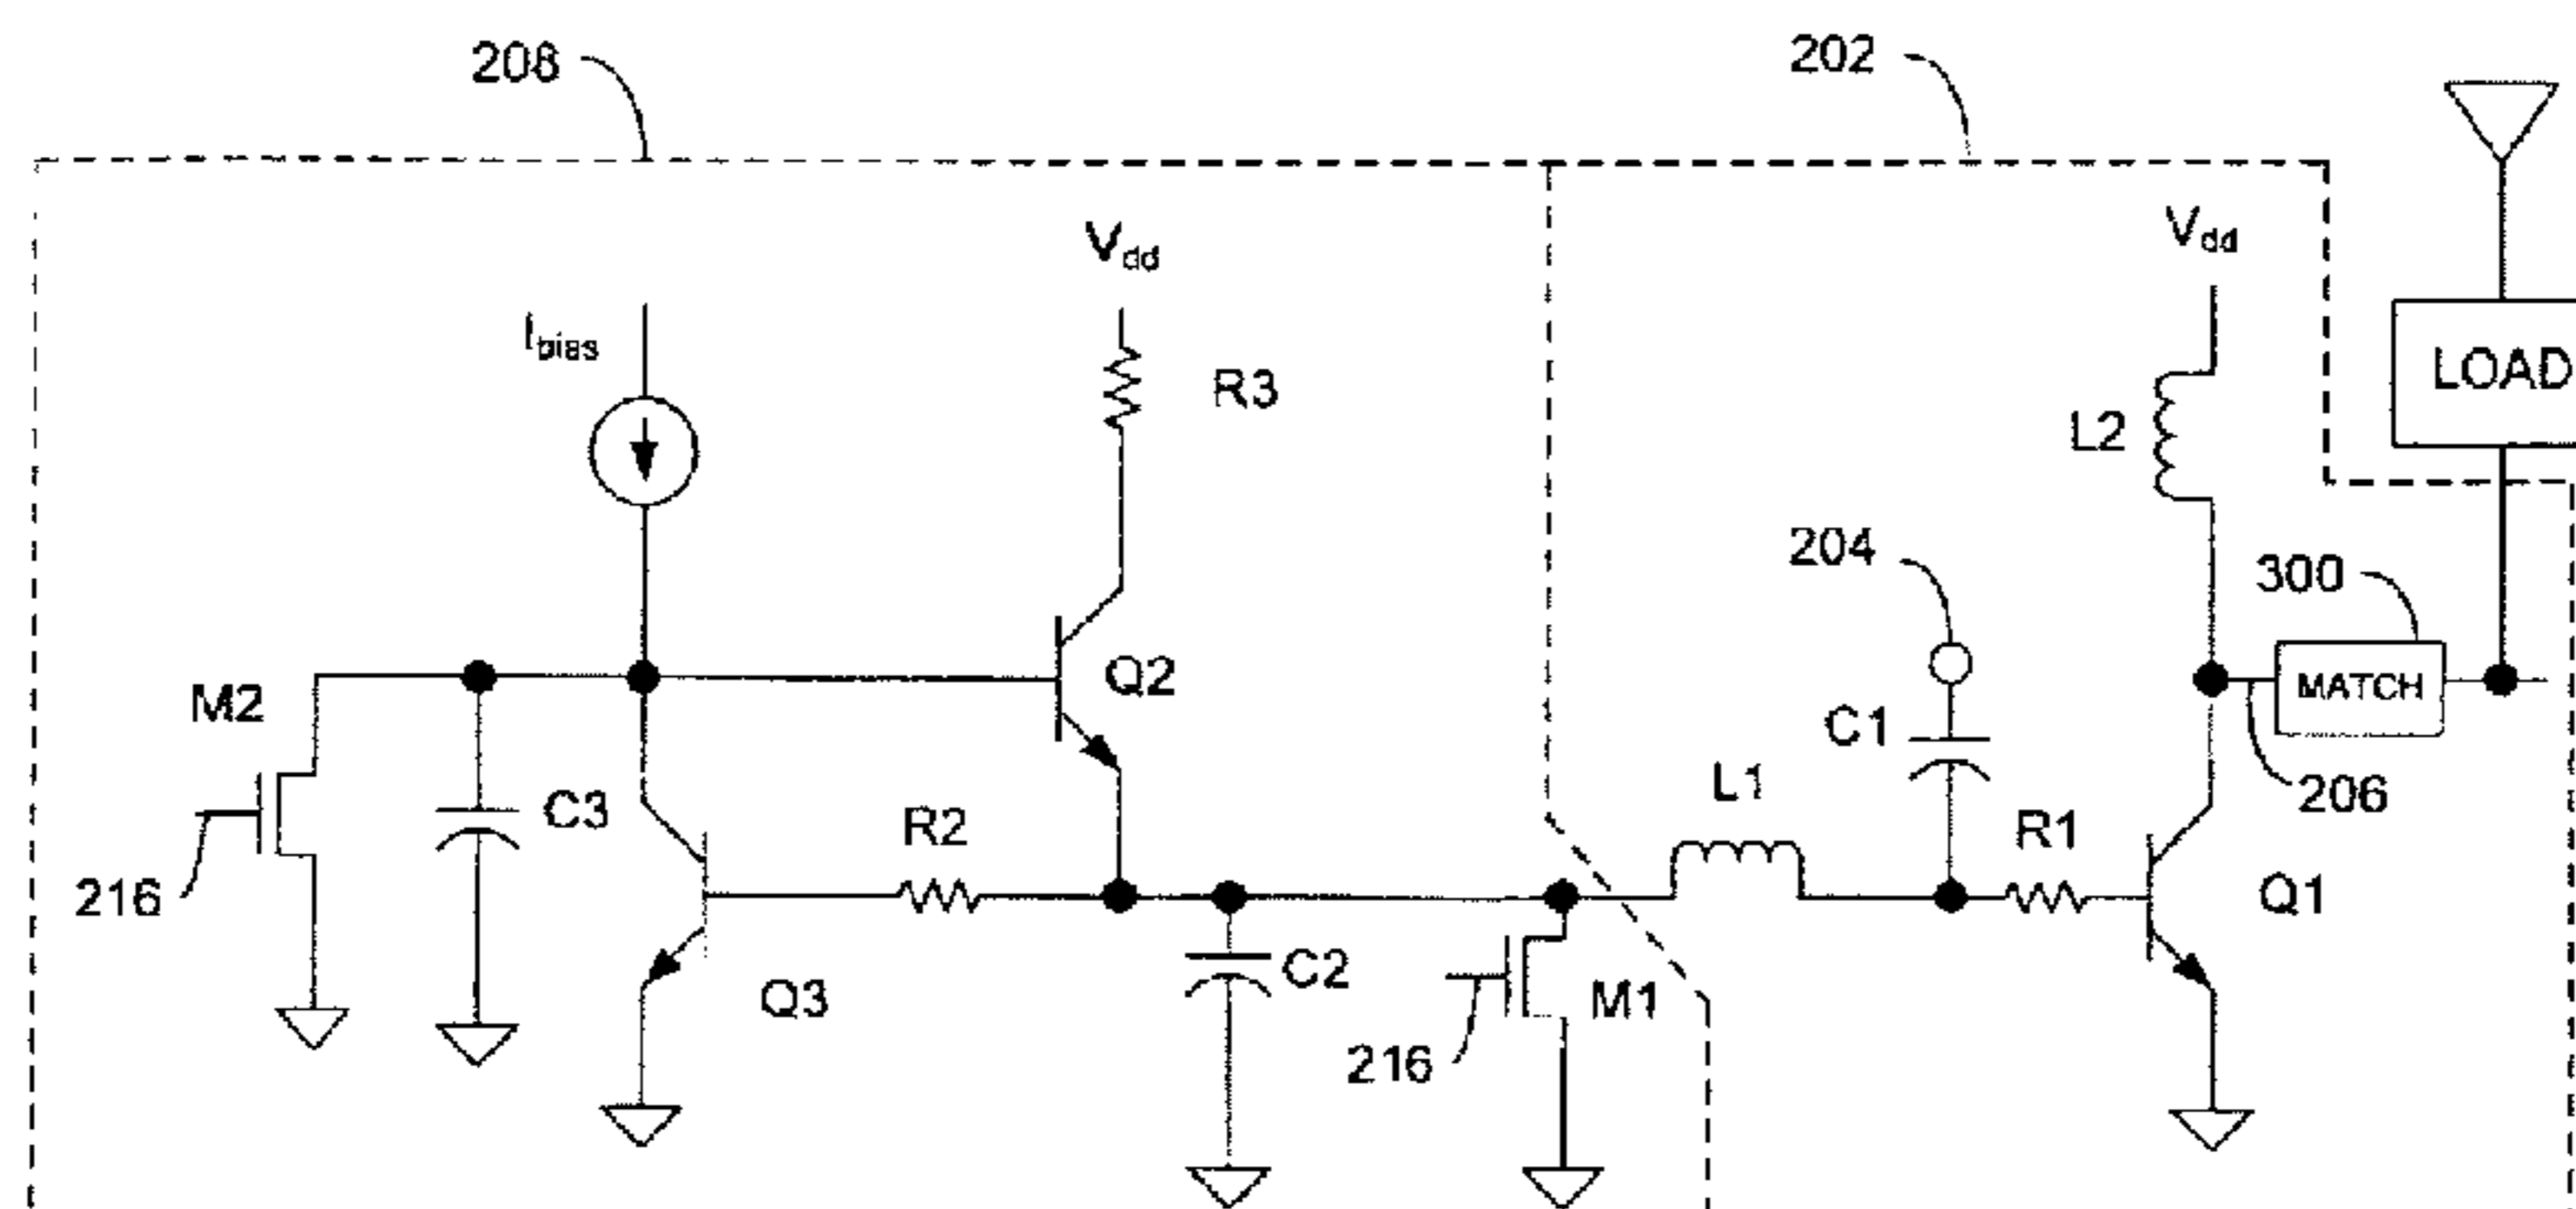 208
202
Vdd
Vdd
Ibias
R3
LOAD
L2
204
300
M2
Q2
MATCH
C1
L1
206
C3
R2
R1
216
Q1
Q3
C2
M1
216